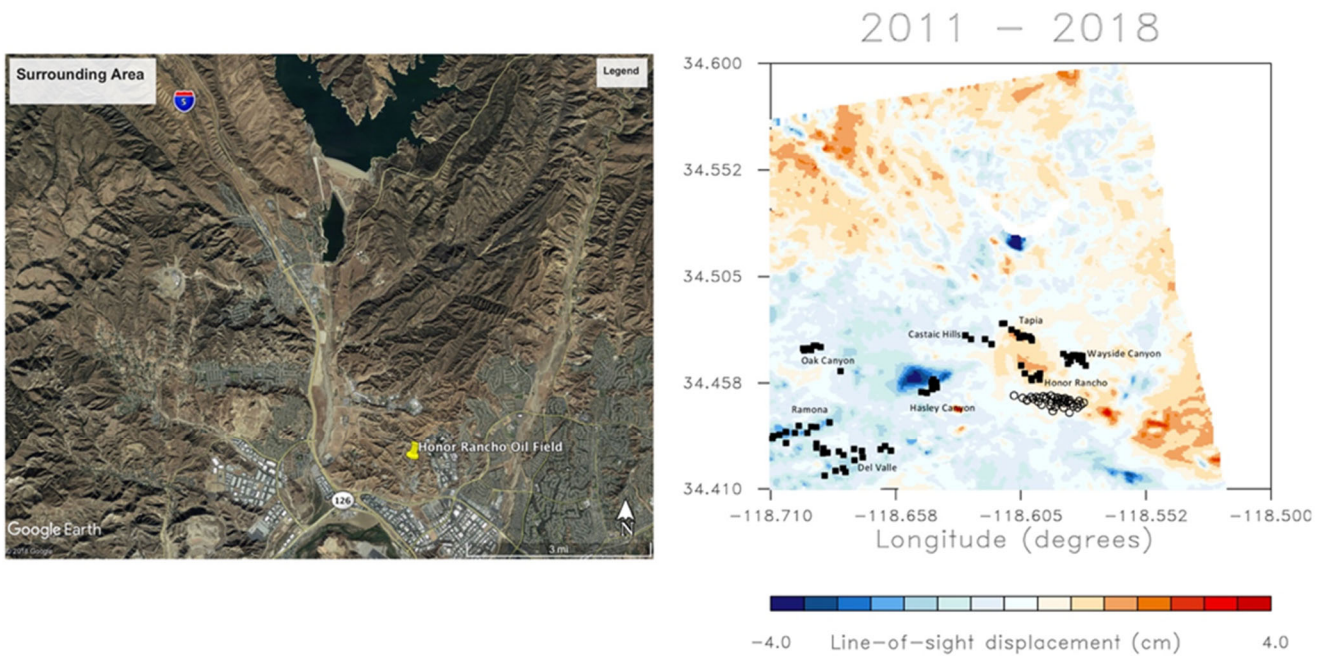 2011 – 2018
Surrounding Area
Legend
5
Honor Rancho Oil Field
126
N
Google Earth
© 2018 Google
3 mi
34.600
34.552
34.505
34.458
34.410
Tapia
Castaic Hills
Wayside Canyon
Oak Canyon
Honor Rancho
Hasley Canyon
Ramona
Del Valle
−118.710 −118.658 −118.605 −118.552 −118.500
Longitude (degrees)
−4.0 Line−of−sight displacement (cm) 4.0